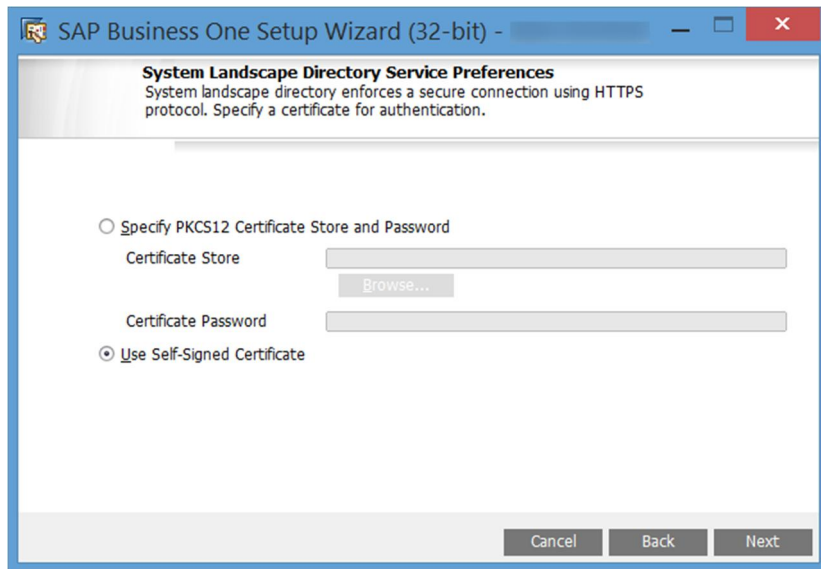 SAP Business One Setup Wizard (32-bit) -
System Landscape Directory Service Preferences
System landscape directory enforces a secure connection using HTTPS
protocol. Specify a certificate for authentication.
Specify PKCS12 Certificate Store and Password
Certificate Store
Browse...
Certificate Password
Use Self-Signed Certificate
Cancel Back Next